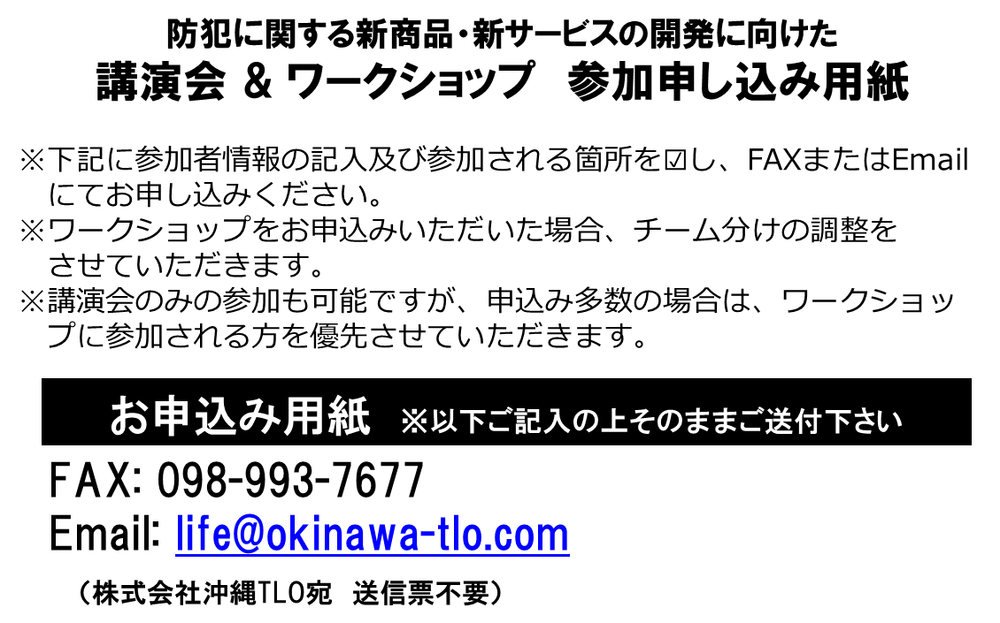 防犯に関する新商品・新サービスの開発に向けた
講演会 & ワークショップ　参加申し込み用紙
※下記に参加者情報の記入及び参加される箇所を☑し、FAXまたはEmail
にてお申し込みください。
※ワークショップをお申込みいただいた場合、チーム分けの調整を
させていただきます。
※講演会のみの参加も可能ですが、申込み多数の場合は、ワークショッ
プに参加される方を優先させていただきます。
お申込み用紙　※以下ご記入の上そのままご送付下さい
FAX: 098-993-7677
Email: life@okinawa-tlo.com
（株式会社沖縄TLO宛　送信票不要）